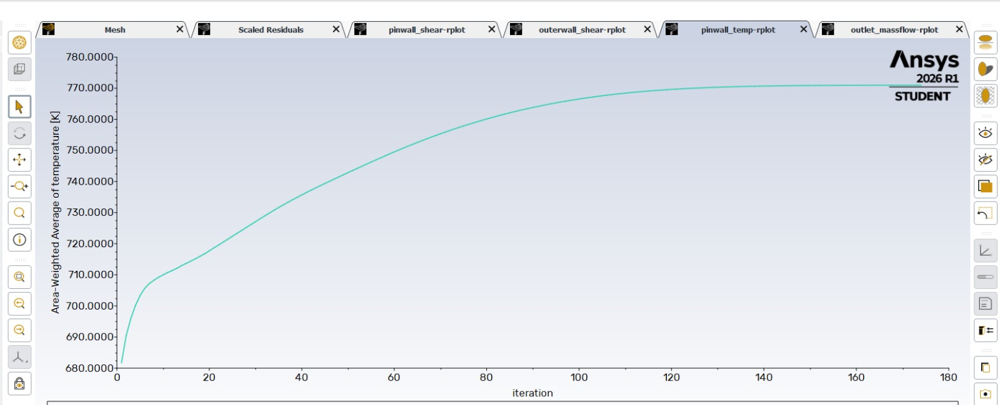 Mesh
Scaled Residuals
pinwall_shear-rplot
outerwall_shear-rplot
pinwall_temp-rplot
outlet_massflow-rplot
Ansys
2026 R1
STUDENT
Area-Weighted Average of temperature [K]
780.0000
770.0000
760.0000
750.0000
740.0000
730.0000
720.0000
710.0000
700.0000
690.0000
680.0000
0 20 40 60 80 100 120 140 160 180
iteration